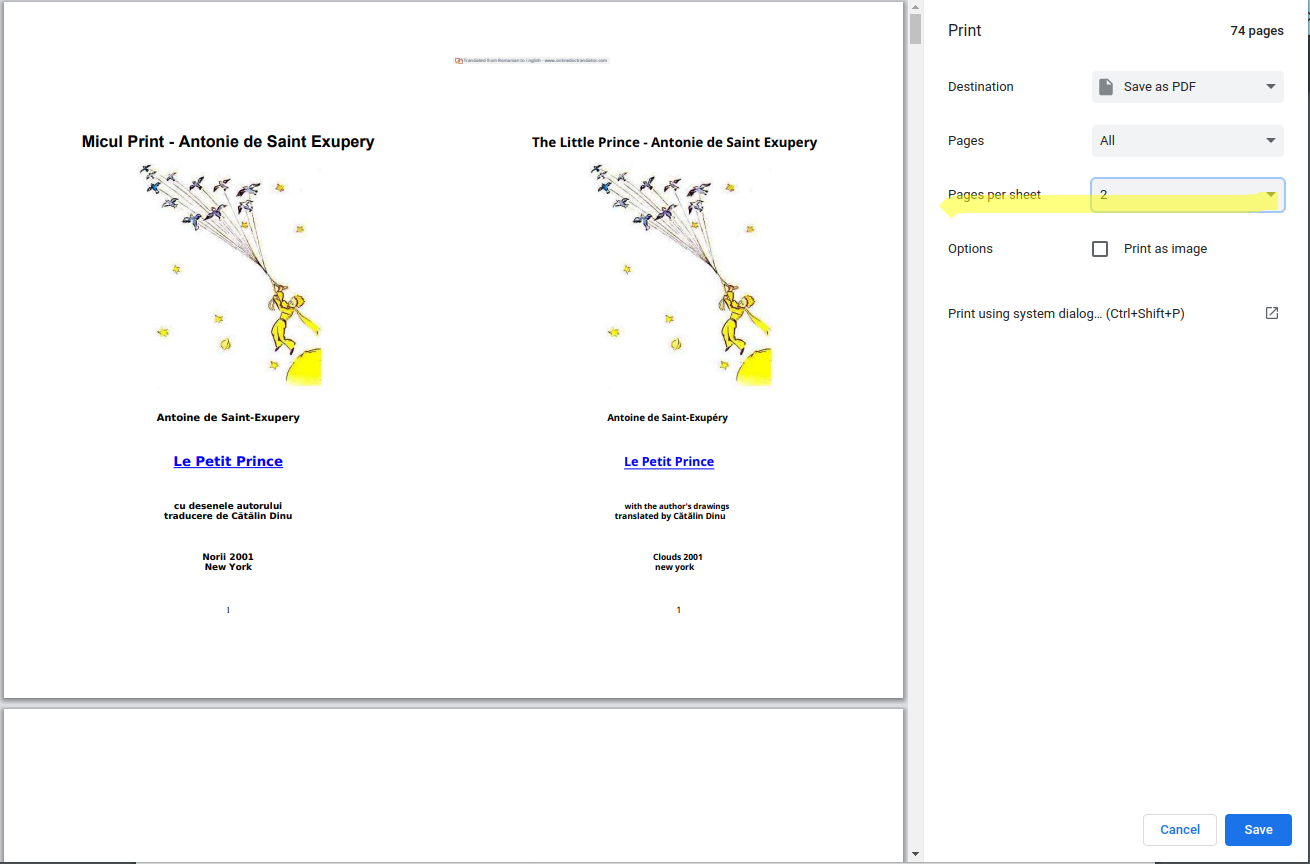 Translated from Romanian to English - www.onlinedoctranslator.com
Micul Print - Antonie de Saint Exupery
Antoine de Saint-Exupery
Le Petit Prince
cu desenele autorului
traducere de Cătălin Dinu
Norii 2001
New York
1
The Little Prince - Antonie de Saint Exupery
Antoine de Saint-Exupéry
Le Petit Prince
with the author's drawings
translated by Cătălin Dinu
Clouds 2001
new york
1
Print 74 pages
Destination Save as PDF
Pages All
Pages per sheet 2
Options Print as image
Print using system dialog... (Ctrl+Shift+P)
Cancel Save